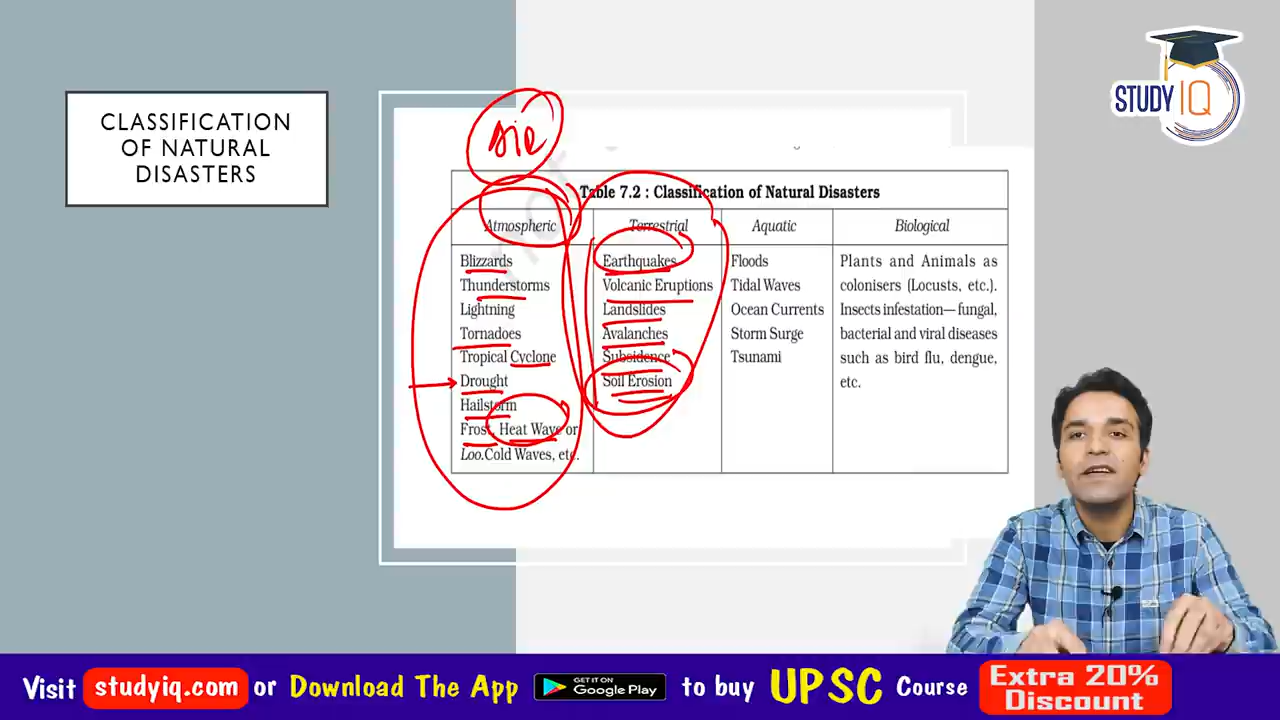 STUDY IQ
CLASSIFICATION
OF NATURAL
DISASTERS
Air
Table 7.2 : Classification of Natural Disasters
Atmospheric
Terrestrial
Aquatic
Biological
Blizzards
Thunderstorms
Lightning
Tornadoes
Tropical Cyclone
Drought
Hailstorm
Frost, Heat Wave or
Loo. Cold Waves, etc.
Earthquakes
Volcanic Eruptions
Landslides
Avalanches
Subsidence
Soil Erosion
Floods
Tidal Waves
Ocean Currents
Storm Surge
Tsunami
Plants and Animals as
colonisers (Locusts, etc.).
Insects infestation—fungal,
bacterial and viral diseases
such as bird flu, dengue,
etc.
Visit studyiq.com or Download The App GET IT ON Google Play to buy UPSC Course Extra 20% Discount